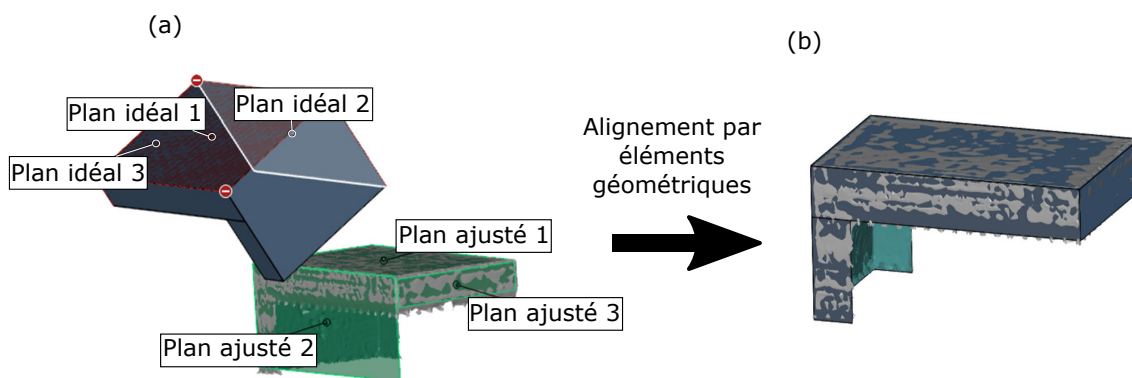 (a)
Plan idéal 1
Plan idéal 2
Plan idéal 3
Plan ajusté 1
Plan ajusté 2
Plan ajusté 3
Alignement par
éléments
géométriques
(b)